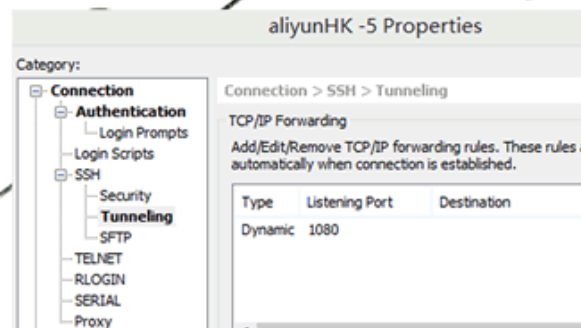 aliyunHK -5 Properties
Category:
Connection
Authentication
Login Prompts
Login Scripts
SSH
Security
Tunneling
SFTP
TELNET
RLOGIN
SERIAL
Proxy
Connection > SSH > Tunneling
TCP/IP Forwarding
Add/Edit/Remove TCP/IP forwarding rules. These rules
automatically when connection is established.
Type Listening Port Destination
Dynamic 1080